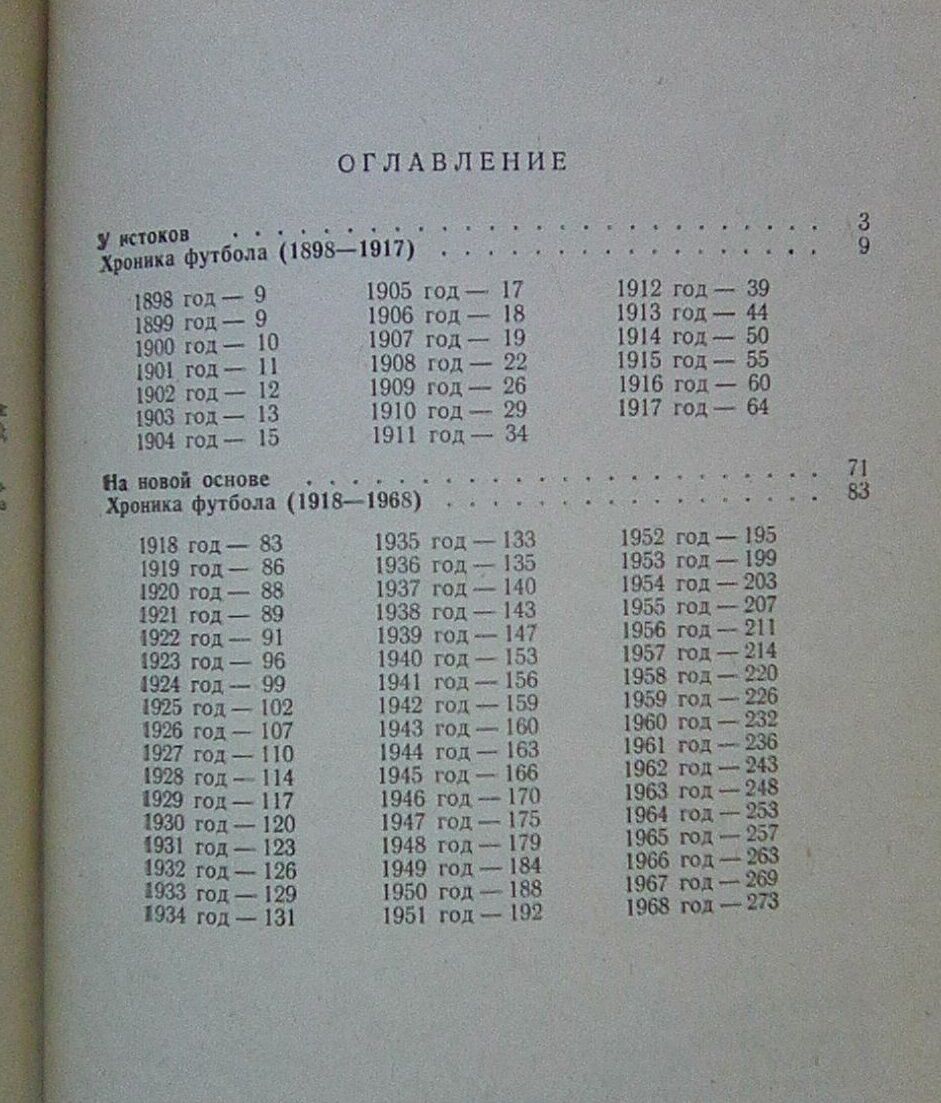 ОГЛАВЛЕНИЕ
У истоков . . . . . . . . . . . . . . . . . . . . . . . 3
Хроника футбола (1898—1917) . . . . . . . . . . . . . . 9
1898 год — 9 1905 год — 17 1912 год — 39
1899 год — 9 1906 год — 18 1913 год — 44
1900 год — 10 1907 год — 19 1914 год — 50
1901 год — 11 1908 год — 22 1915 год — 55
1902 год — 12 1909 год — 26 1916 год — 60
1903 год — 13 1910 год — 29 1917 год — 64
1904 год — 15 1911 год — 34
На новой основе . . . . . . . . . . . . . . . . . . . . 71
Хроника футбола (1918—1968) . . . . . . . . . . . . . . 83
1918 год — 83 1935 год — 133 1952 год — 195
1919 год — 86 1936 год — 135 1953 год — 199
1920 год — 88 1937 год — 140 1954 год — 203
1921 год — 89 1938 год — 143 1955 год — 207
1922 год — 91 1939 год — 147 1956 год — 211
1923 год — 96 1940 год — 153 1957 год — 214
1924 год — 99 1941 год — 156 1958 год — 220
1925 год — 102 1942 год — 159 1959 год — 226
1926 год — 107 1943 год — 160 1960 год — 232
1927 год — 110 1944 год — 163 1961 год — 236
1928 год — 114 1945 год — 166 1962 год — 243
1929 год — 117 1946 год — 170 1963 год — 248
1930 год — 120 1947 год — 175 1964 год — 253
1931 год — 123 1948 год — 179 1965 год — 257
1932 год — 126 1949 год — 184 1966 год — 263
1933 год — 129 1950 год — 188 1967 год — 269
1934 год — 131 1951 год — 192 1968 год — 273